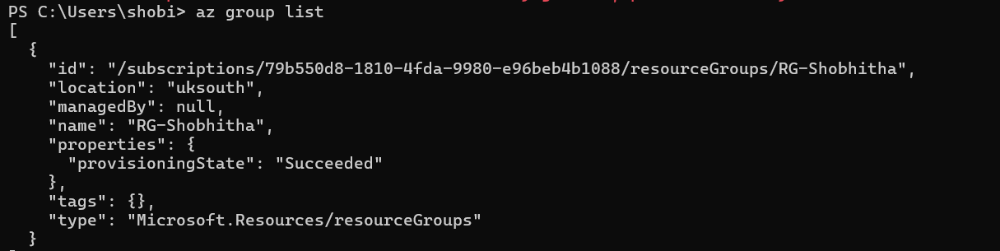 PS C:\Users\shobi> az group list
[
  {
    "id": "/subscriptions/79b550d8-1810-4fda-9980-e96beb4b1088/resourceGroups/RG-Shobhitha",
    "location": "uksouth",
    "managedBy": null,
    "name": "RG-Shobhitha",
    "properties": {
      "provisioningState": "Succeeded"
    },
    "tags": {},
    "type": "Microsoft.Resources/resourceGroups"
  }